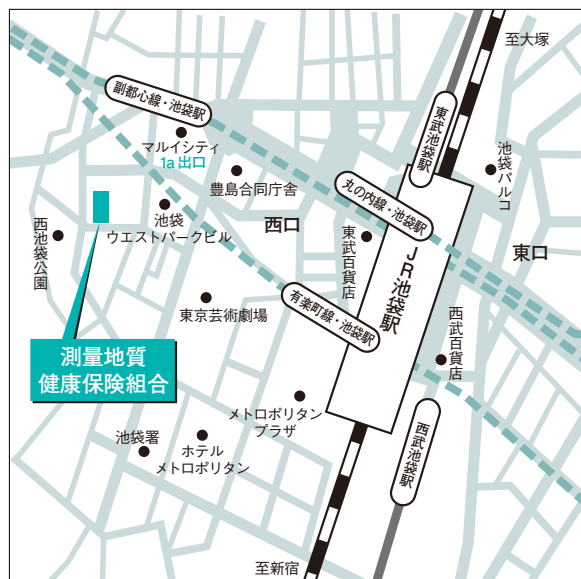 至大塚
副都心線・池袋駅
東武池袋駅
マルイシティ
1a 出口
池袋パルコ
豊島合同庁舎
丸の内線・池袋駅
池袋
ウエストパークビル
西口
東武百貨店
東口
西池袋公園
JR池袋駅
東京芸術劇場
有楽町線・池袋駅
西武百貨店
測量地質
健康保険組合
メトロポリタン
プラザ
西武池袋駅
池袋署
ホテル
メトロポリタン
至新宿